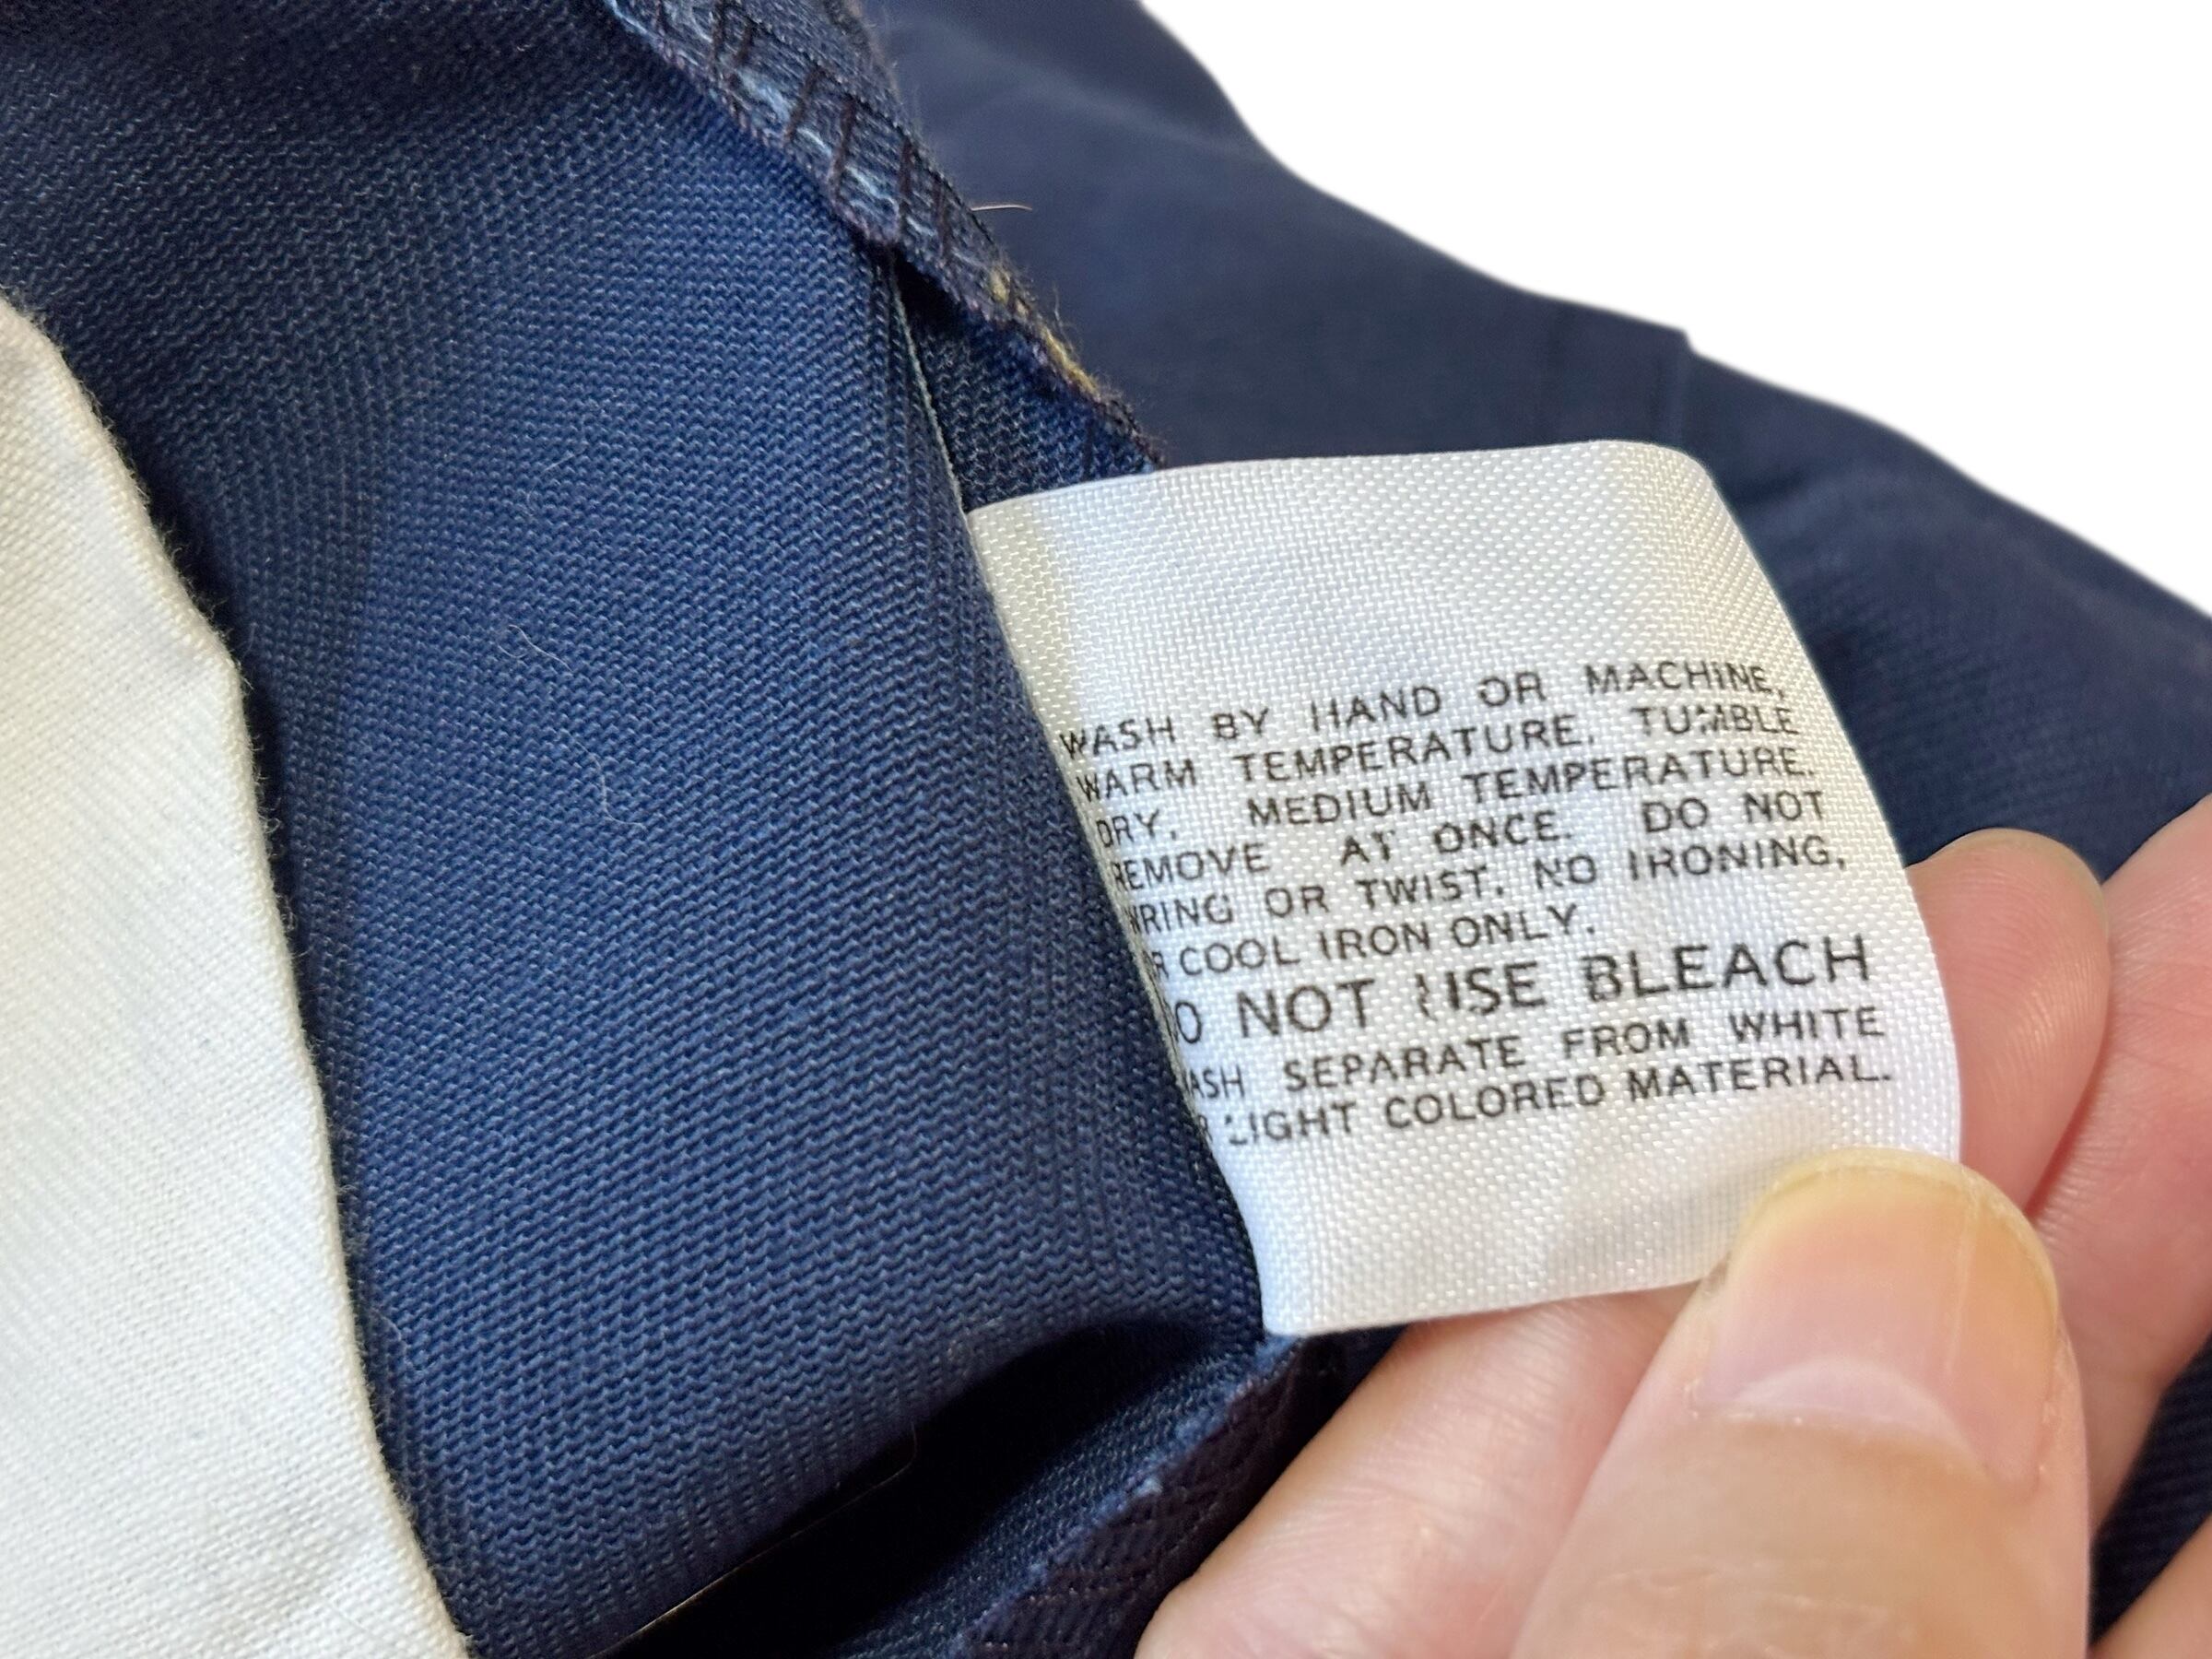 WASH BY HAND OR MACHINE,
WARM TEMPERATURE. TUMBLE
DRY. MEDIUM TEMPERATURE.
REMOVE AT ONCE. DO NOT
WRING OR TWIST. NO IRONING,
R COOL IRON ONLY.
O NOT USE BLEACH
ASH SEPARATE FROM WHITE
LIGHT COLORED MATERIAL.